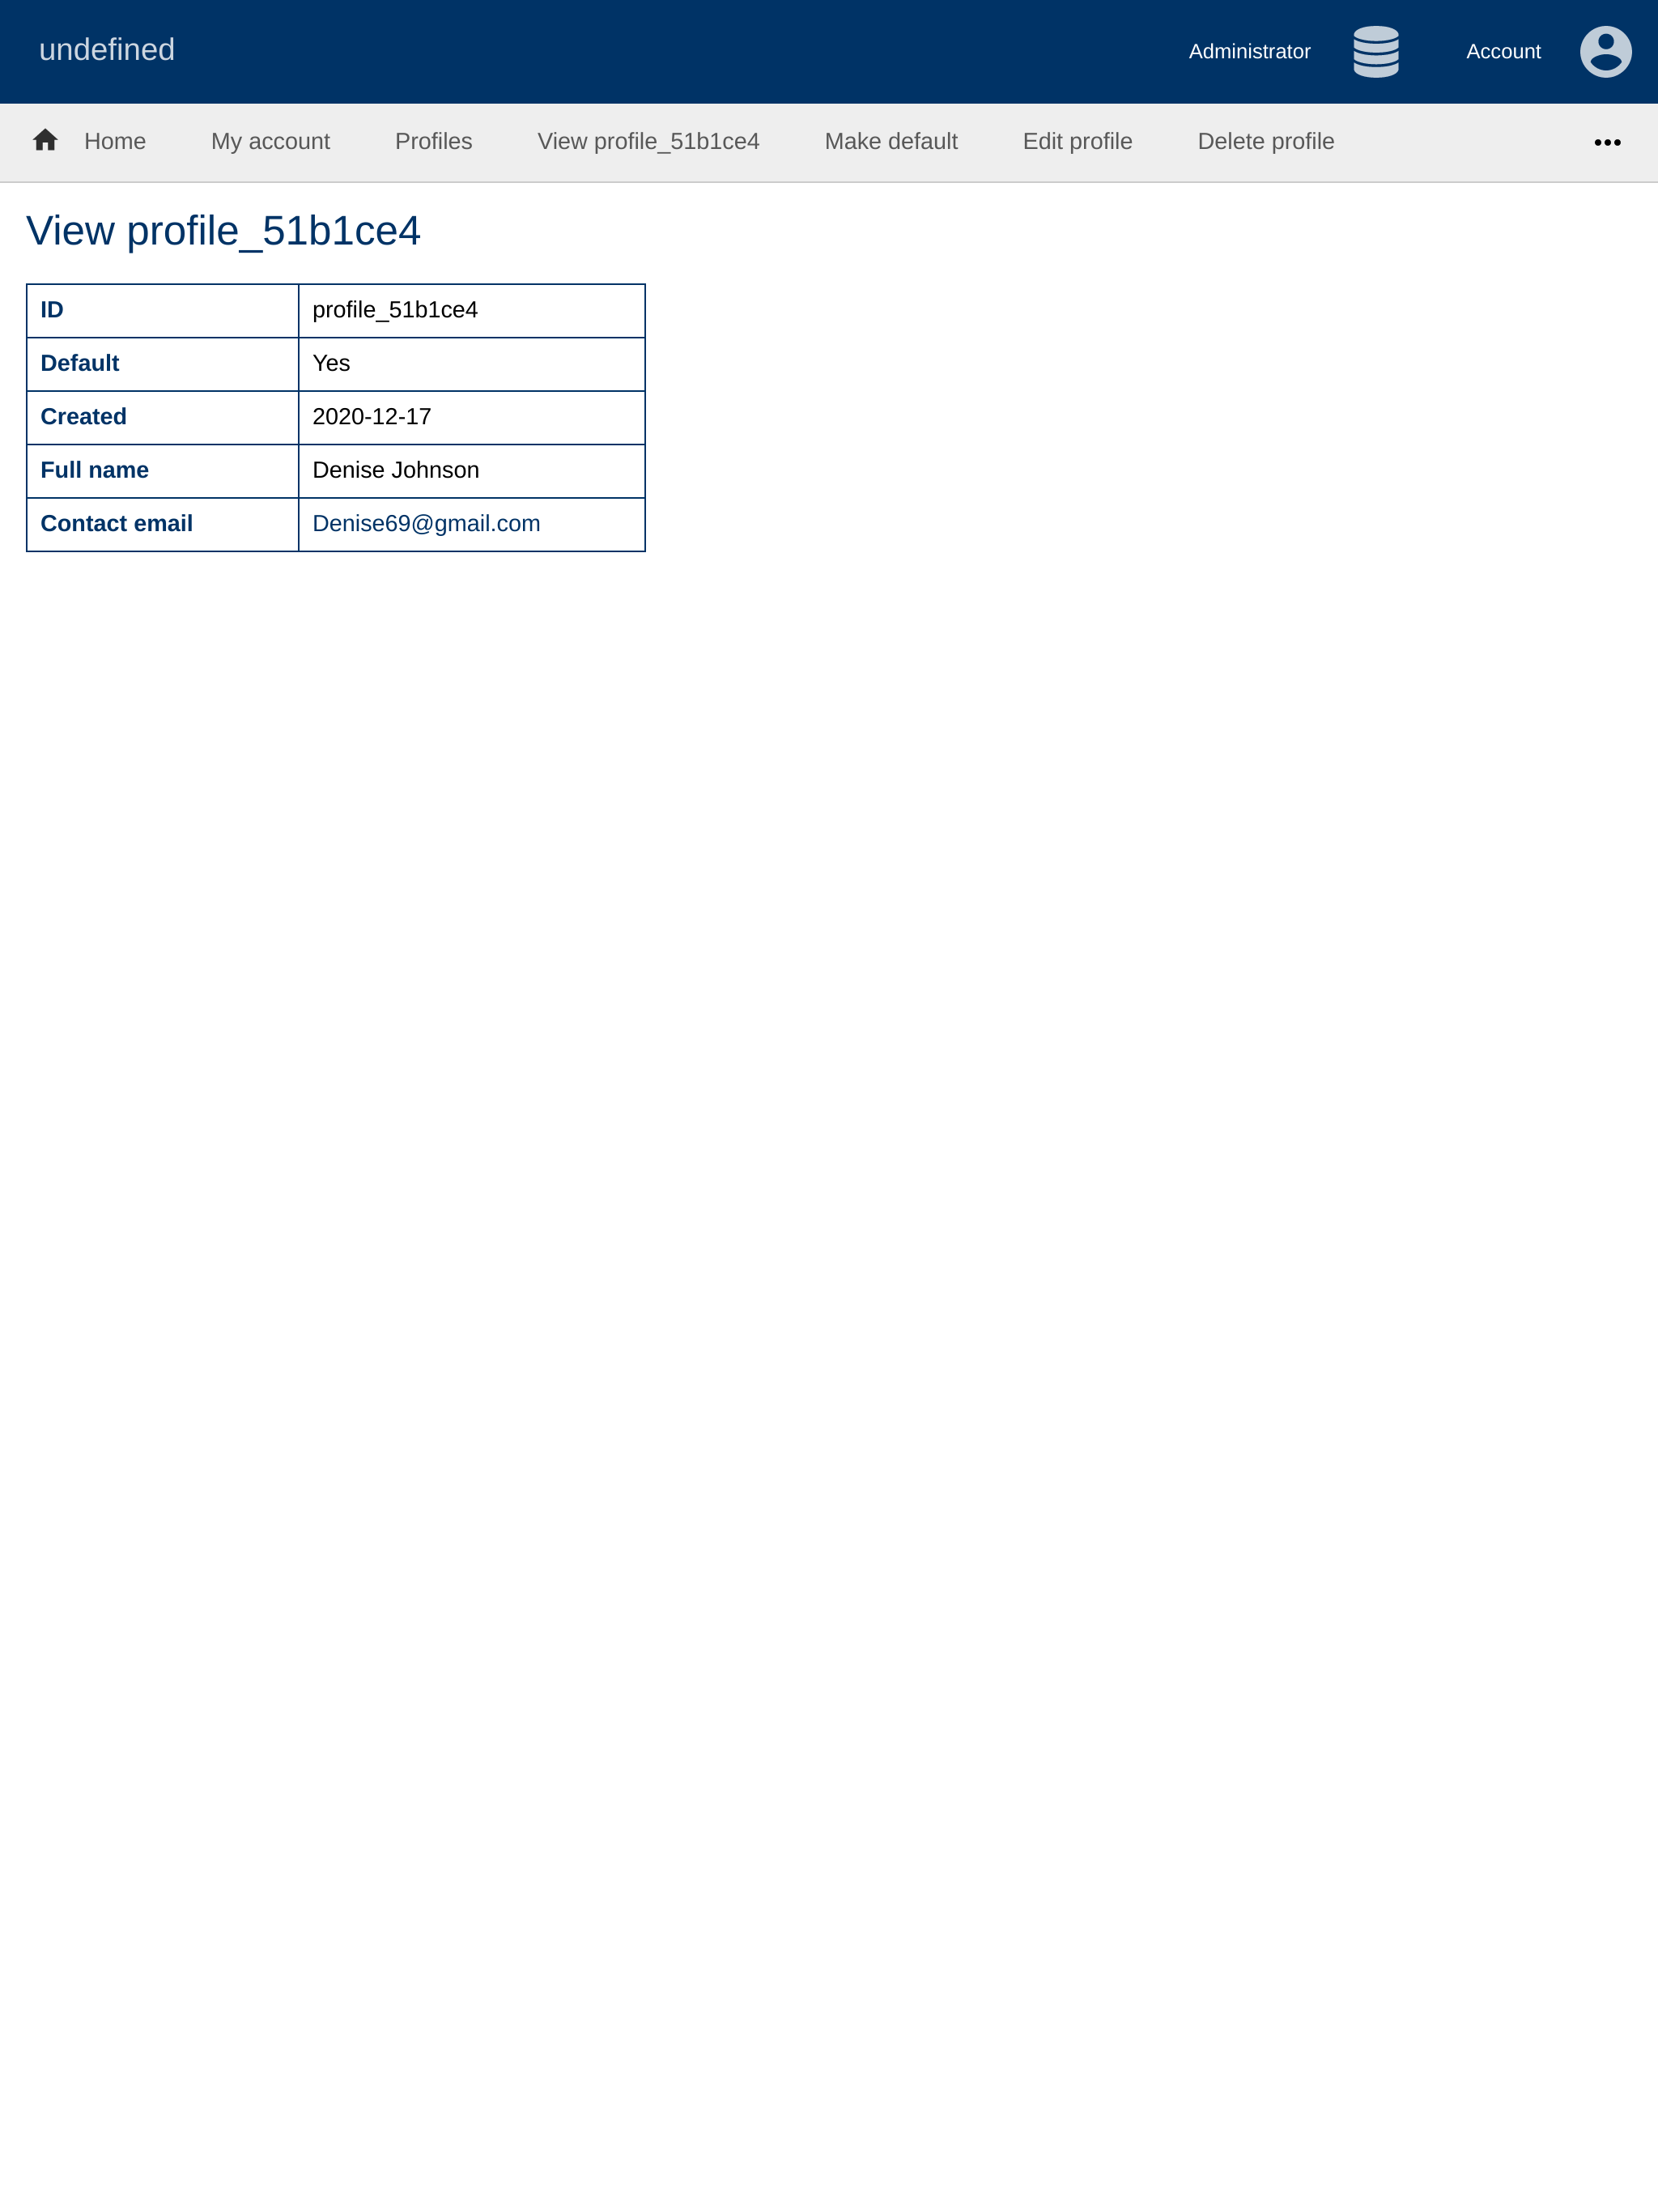 undefined Administrator Account
Home My account Profiles View profile_51b1ce4 Make default Edit profile Delete profile •••
View profile_51b1ce4
ID profile_51b1ce4
Default Yes
Created 2020-12-17
Full name Denise Johnson
Contact email Denise69@gmail.com